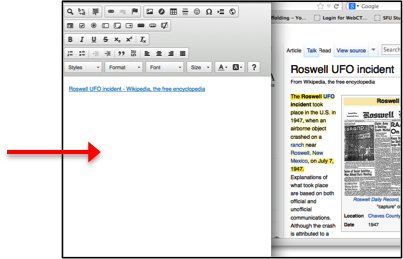 Google
folding – Yo...
Login for WebCT...
SFU Stu
Article Talk Read View source
Search
Styles Format Font Size
Roswell UFO incident
From Wikipedia, the free encyclopedia
Roswell UFO incident - Wikipedia, the free encyclopedia
The Roswell UFO
incident took
place in the U.S. in
1947, when an
airborne object
crashed on a
ranch near
Roswell, New
Mexico, on July 7,
1947.
Explanations of
what took place
are based on both
official and
unofficial
communications.
Although the crash
is attributed to a
Roswell
Roswell
Roswell Daily Record,
"capture" o
Location Chaves County
Date 1947